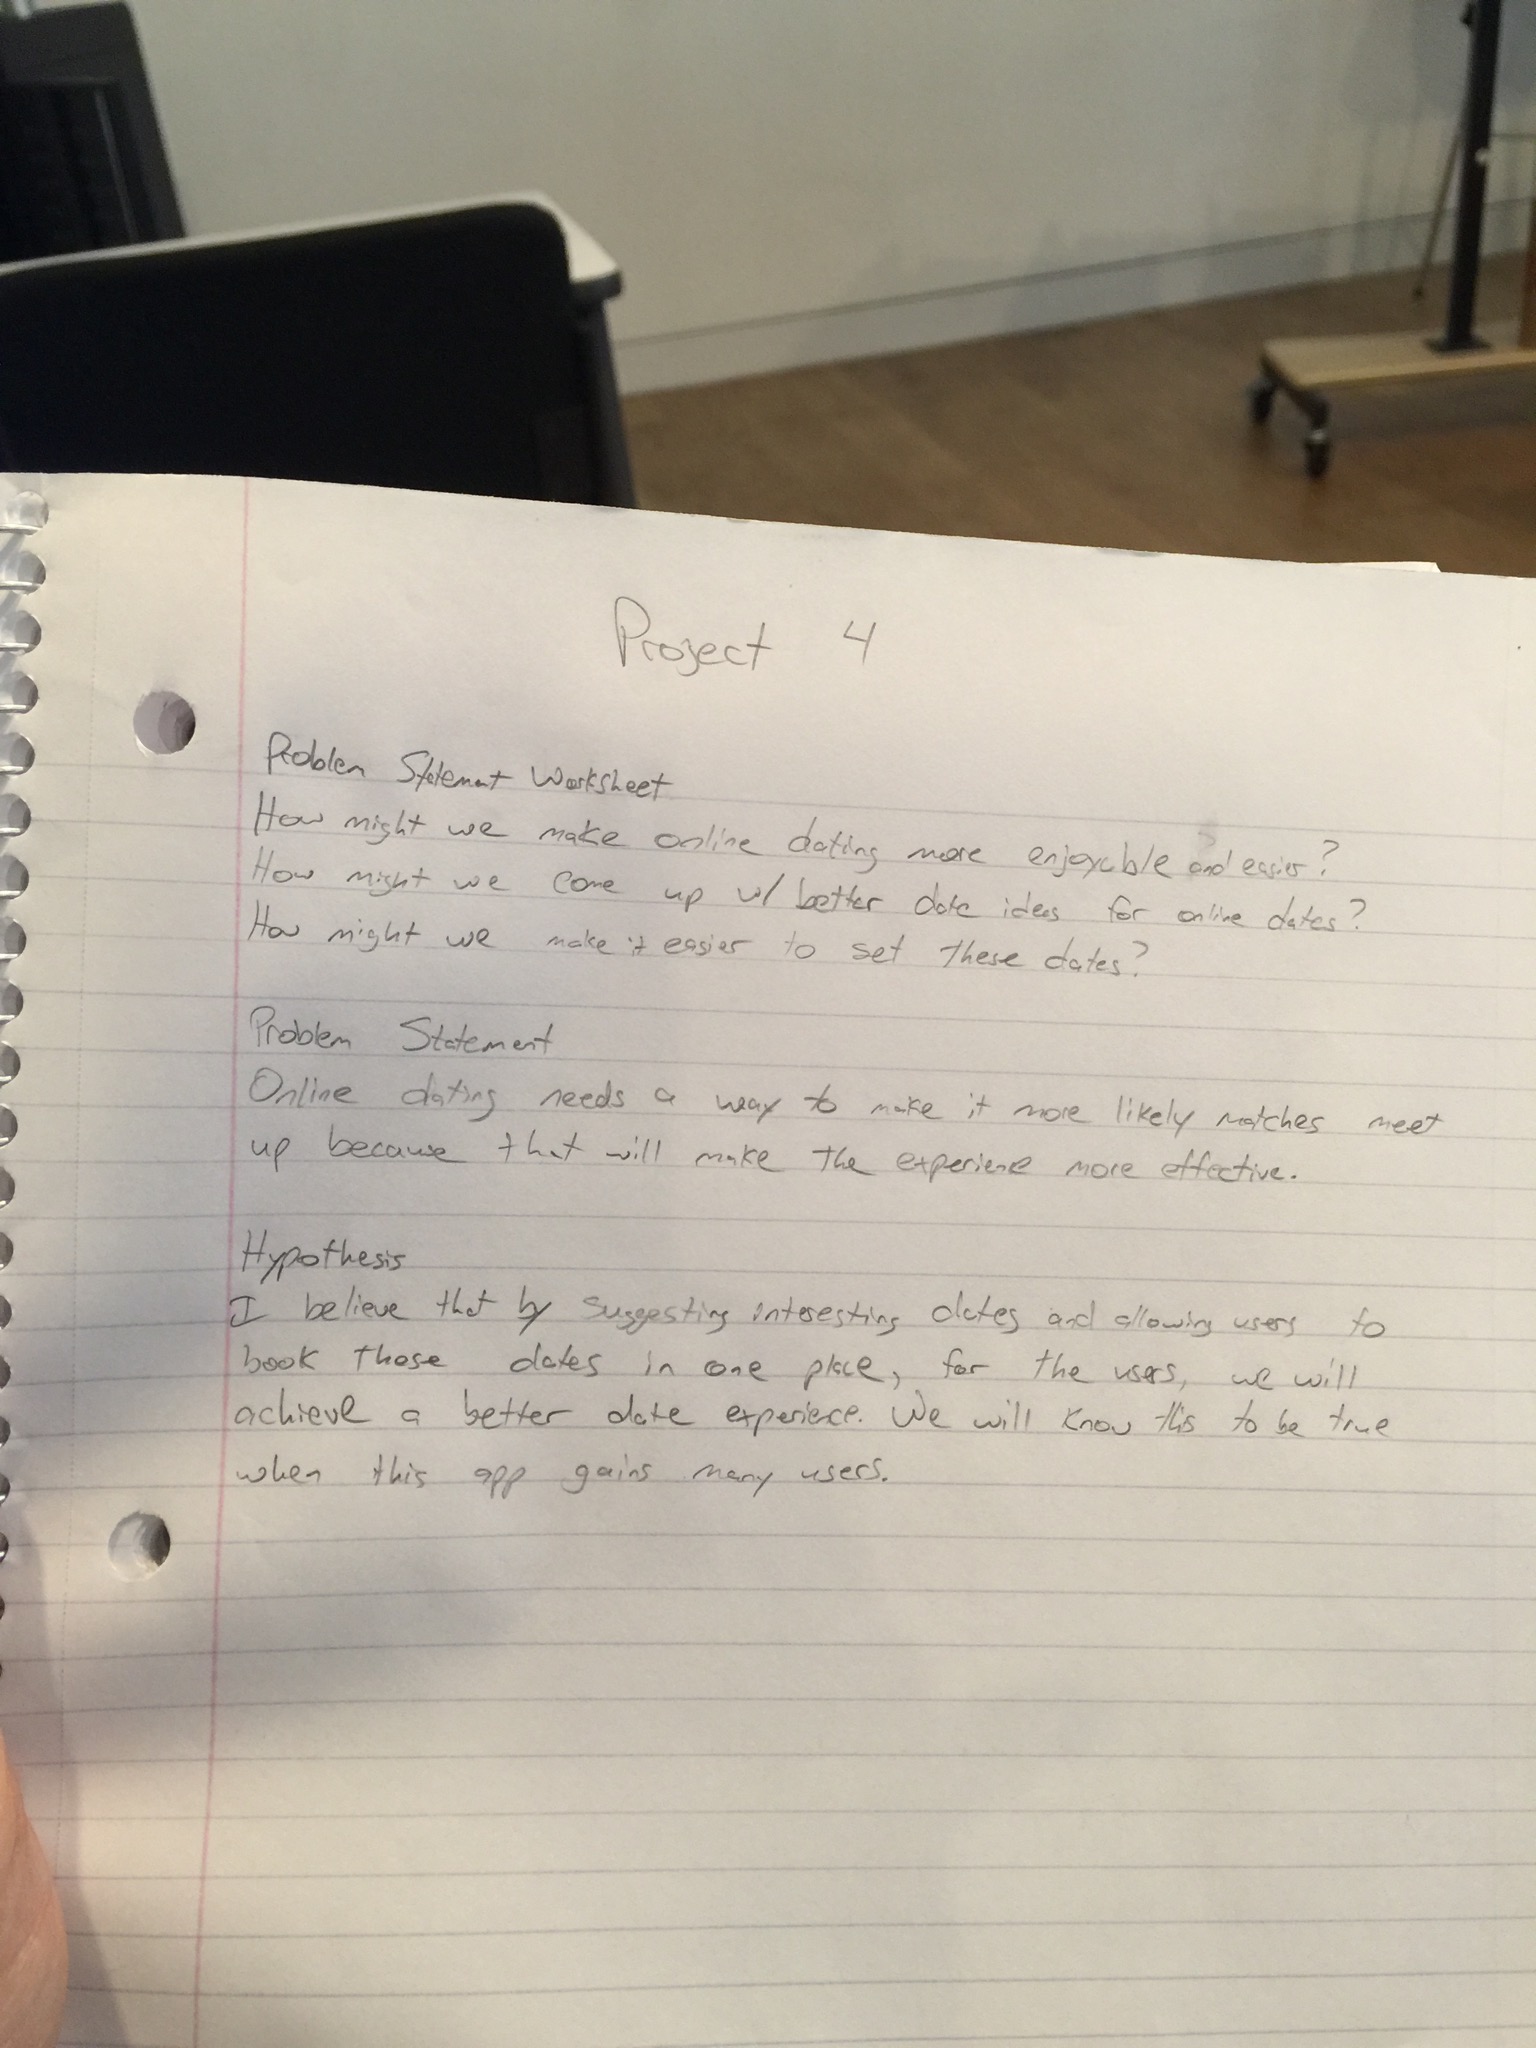 Project 4
Problem Statement Worksheet
How might we make online dating more enjoyable and easier?
How might we come up w/ better date ideas for online dates?
How might we make it easier to set these dates?
Problem Statement
Online dating needs a way to make it more likely matches meet
up because that will make the experience more effective.
Hypothesis
I believe that by suggesting interesting dates and allowing users to
book those dates in one place, for the users, we will
achieve a better date experience. We will know this to be true
when this app gains many users.